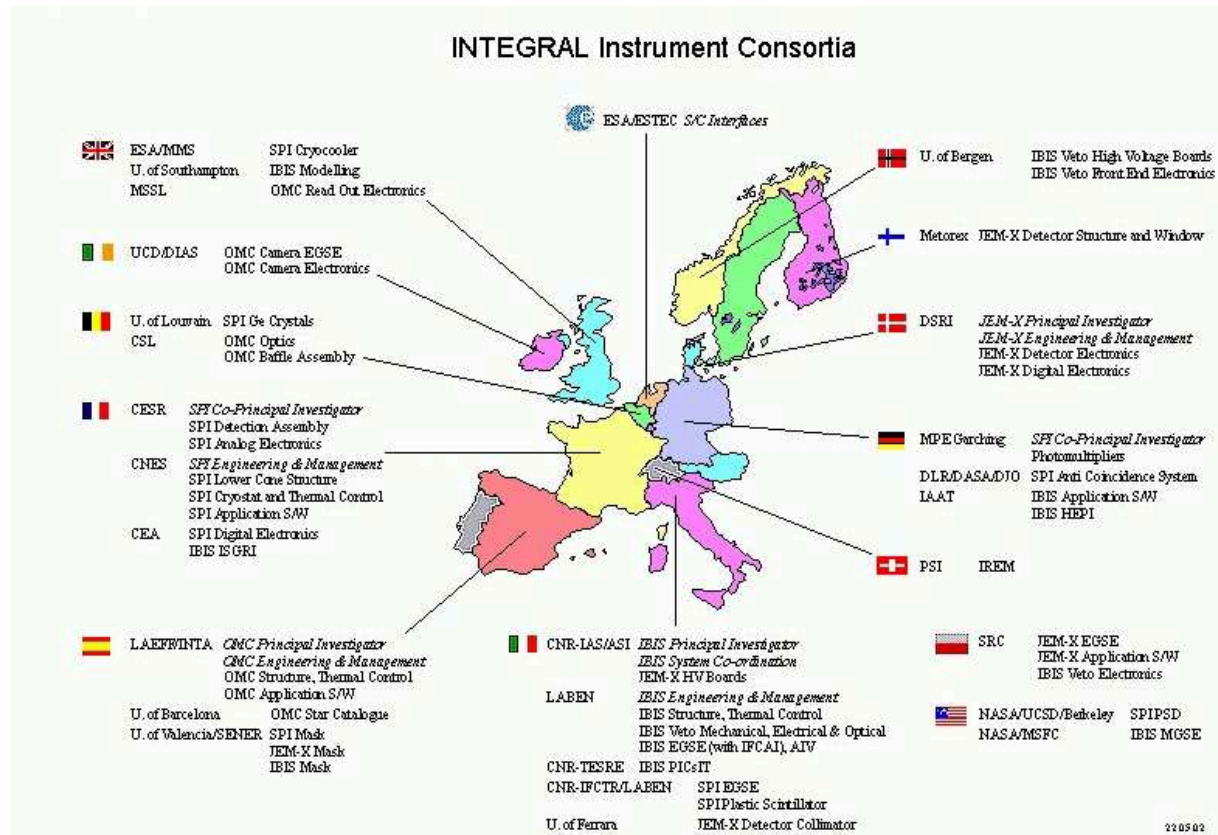 INTEGRAL Instrument Consortia
ESA/ESTEC S/C Interfaces
ESA/MMS SPI Cryocooler
U. of Southampton IBIS Modelling
MSSL OMC Read Out Electronics
UCD/DIAS OMC Camera EGSE
OMC Camera Electronics
U. of Louvain SPI Ge Crystals
CSL OMC Optics
OMC Baffle Assembly
CESR SPI Co-Principal Investigator
SPI Detection Assembly
SPI Analog Electronics
CNES SPI Engineering & Management
SPI Lower Cone Structure
SPI Cryostat and Thermal Control
SPI Application S/W
CEA SPI Digital Electronics
IBIS ISGRI
LAEFF/INTA OMC Principal Investigator
OMC Engineering & Management
OMC Structure, Thermal Control
OMC Application S/W
U. of Barcelona OMC Star Catalogue
U. of Valencia/SENER SPI Mask
JEM-X Mask
IBIS Mask
CNR-IAS/ASI IBIS Principal Investigator
IBIS System Co-ordination
JEM-X HV Boards
LABEN IBIS Engineering & Management
IBIS Structure, Thermal Control
IBIS Veto Mechanical, Electrical & Optical
IBIS EGSE (with IFCAI), AIV
CNR-TESRE IBIS PICsIT
CNR-IFCTR/LABEN SPI EGSE
SPI Plastic Scintillator
U. of Ferrara JEM-X Detector Collimator
U. of Bergen IBIS Veto High Voltage Boards
IBIS Veto Front End Electronics
Metorex JEM-X Detector Structure and Window
DSRI JEM-X Principal Investigator
JEM-X Engineering & Management
JEM-X Detector Electronics
JEM-X Digital Electronics
MPE Garching SPI Co-Principal Investigator
Photomultipliers
DLR/DASA/DJO SPI Anti Coincidence System
IAAT IBIS Application S/W
IBIS HEPI
PSI IREM
SRC JEM-X EGSE
JEM-X Application S/W
IBIS Veto Electronics
NASA/UCSD/Berkeley SPI PSD
NASA/MSFC IBIS MGSE
220502